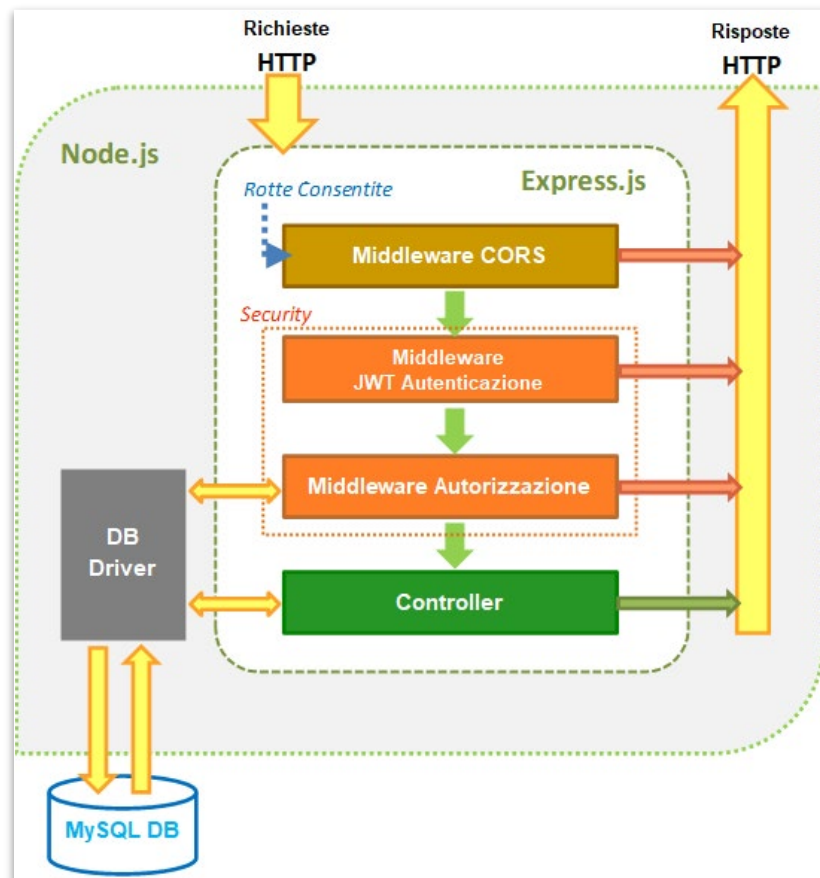 Richieste
HTTP
Risposte
HTTP
Node.js
Express.js
Rotte Consentite
Middleware CORS
Security
Middleware
JWT Autenticazione
Middleware Autorizzazione
DB
Driver
Controller
MySQL DB